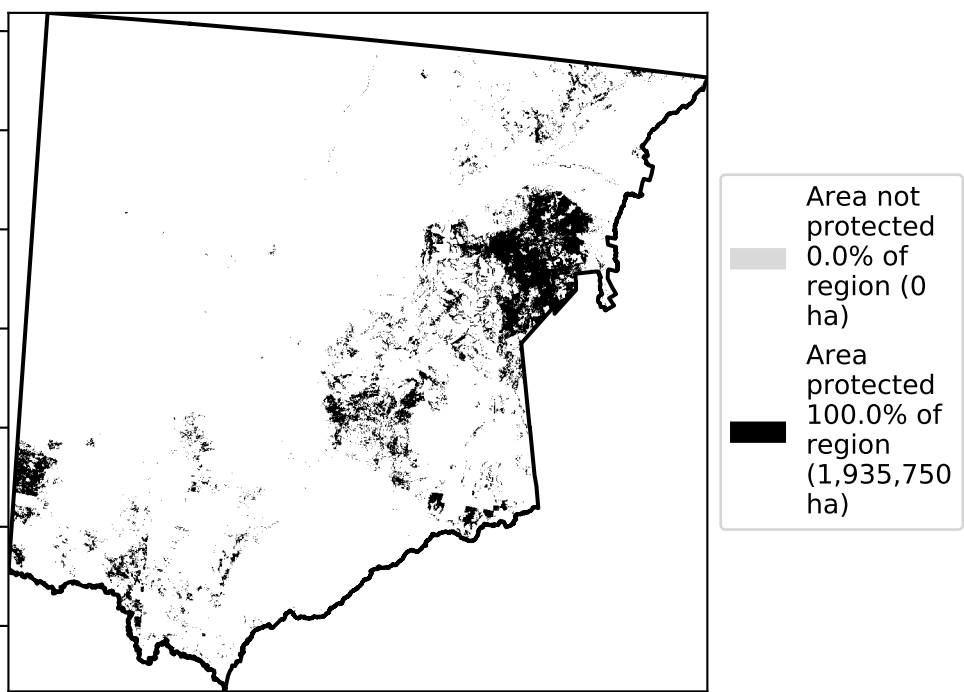 Area not
protected
0.0% of
region (0
ha)
Area
protected
100.0% of
region
(1,935,750
ha)